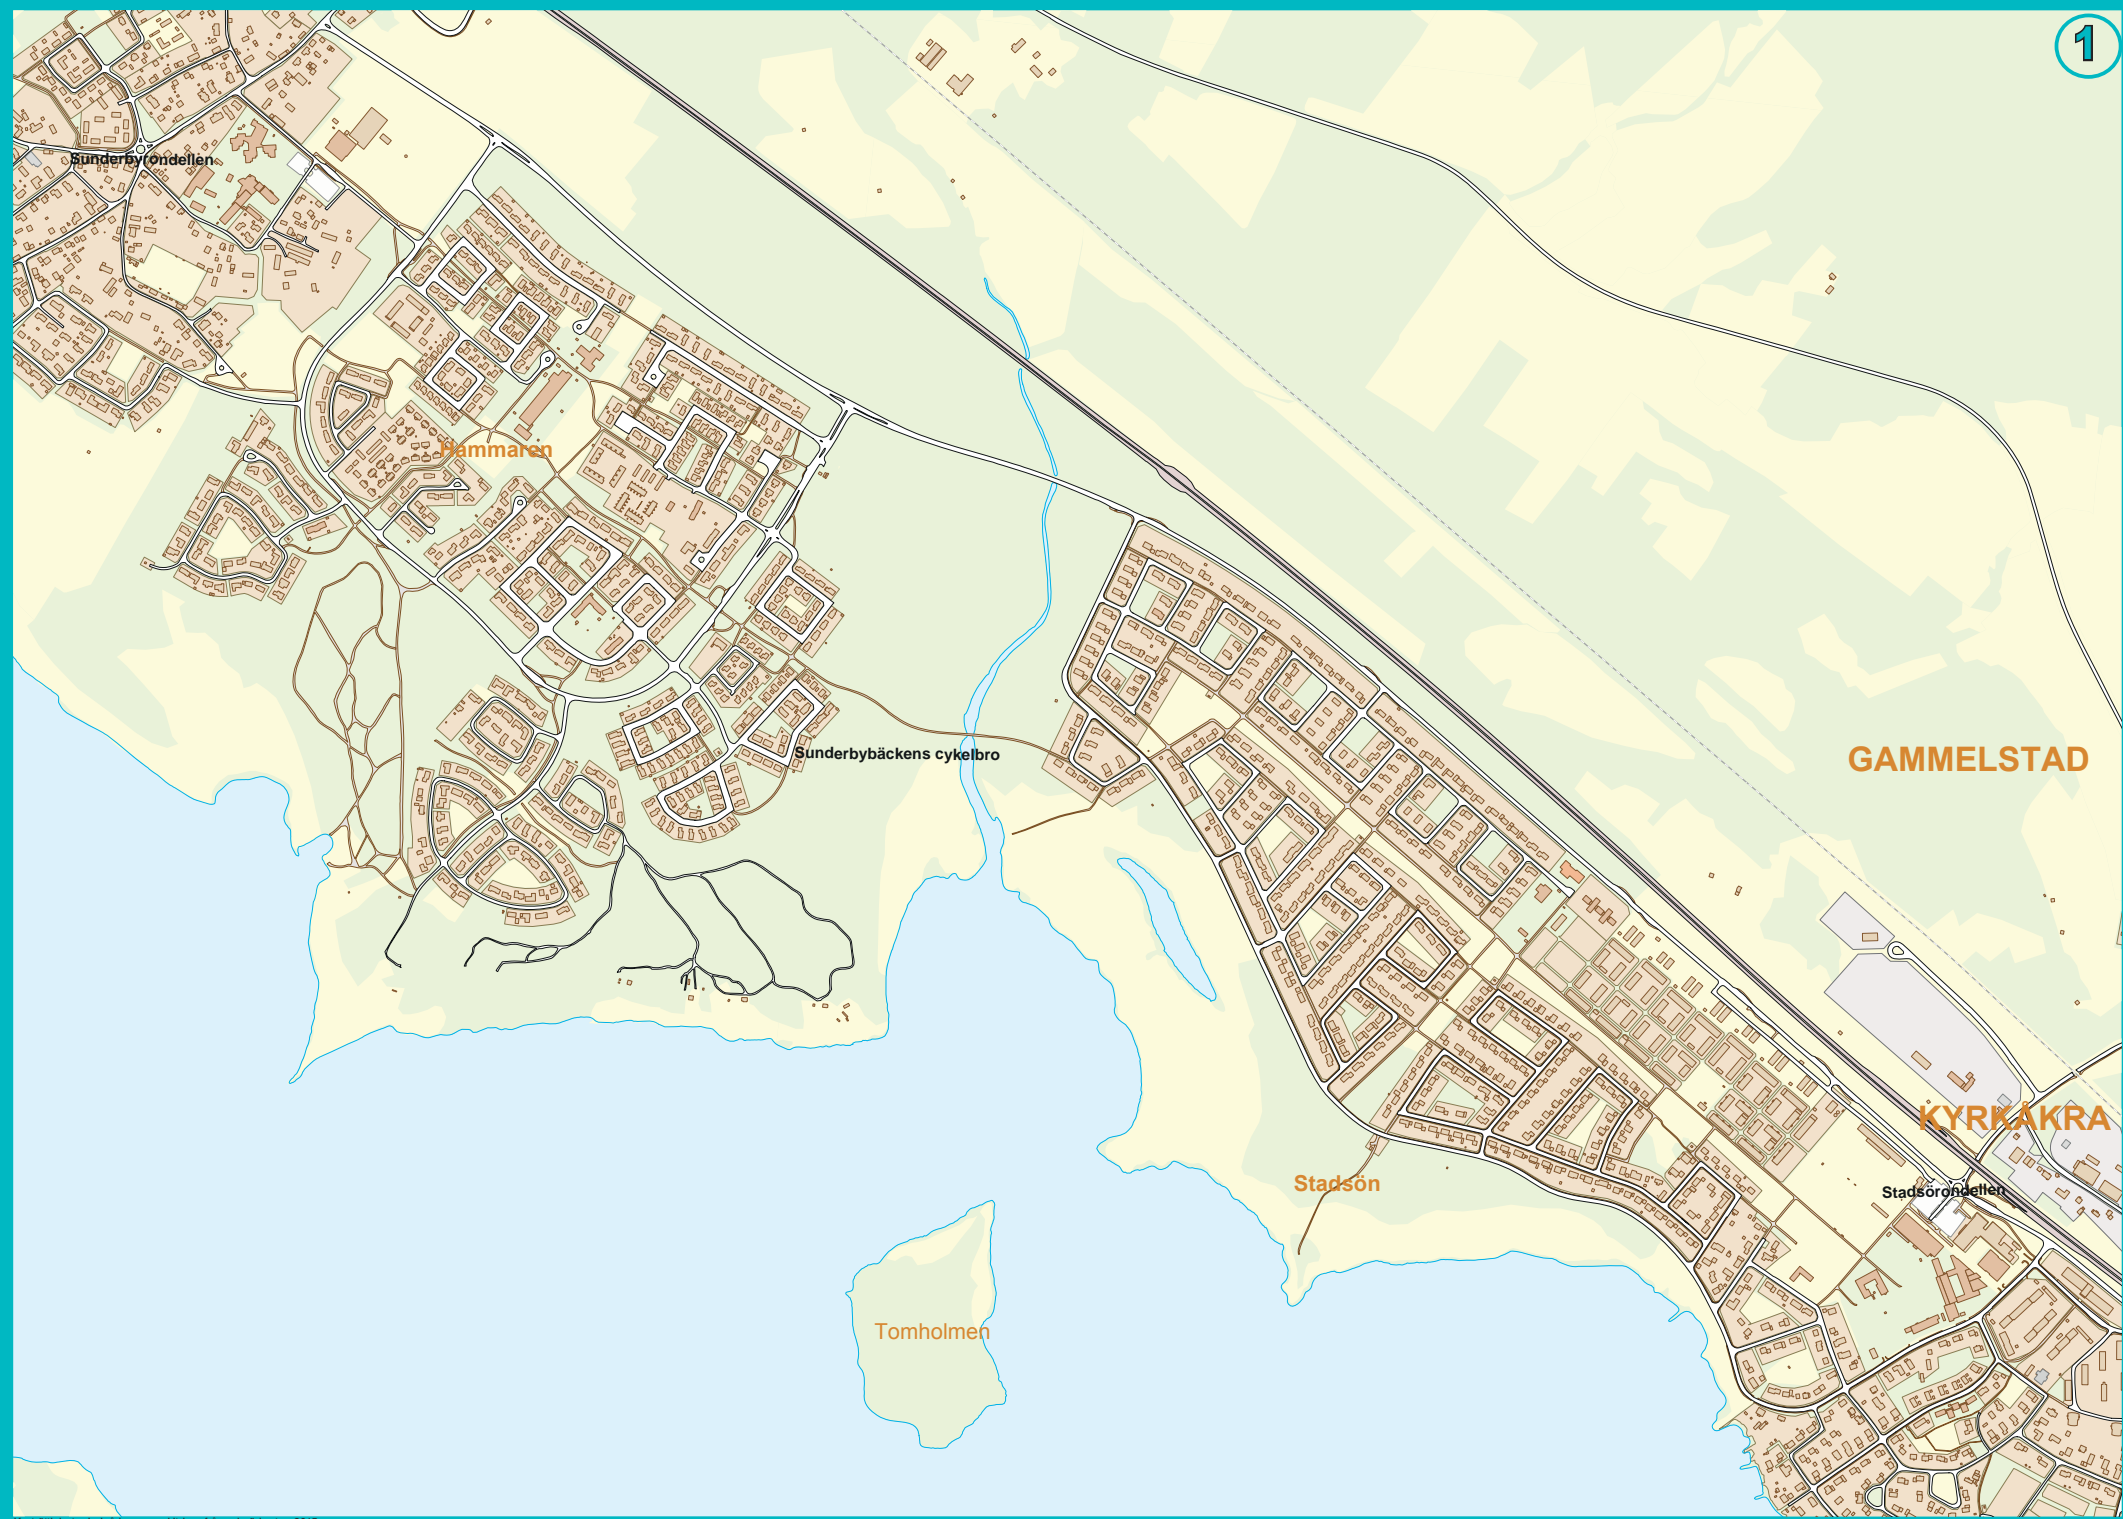 1
Sunderbyrondellen
Hammaren
Sunderbybäckens cykelbro
GAMMELSTAD
KYRKÅKRA
Stadsön
Stadsörondellen
Tomholmen